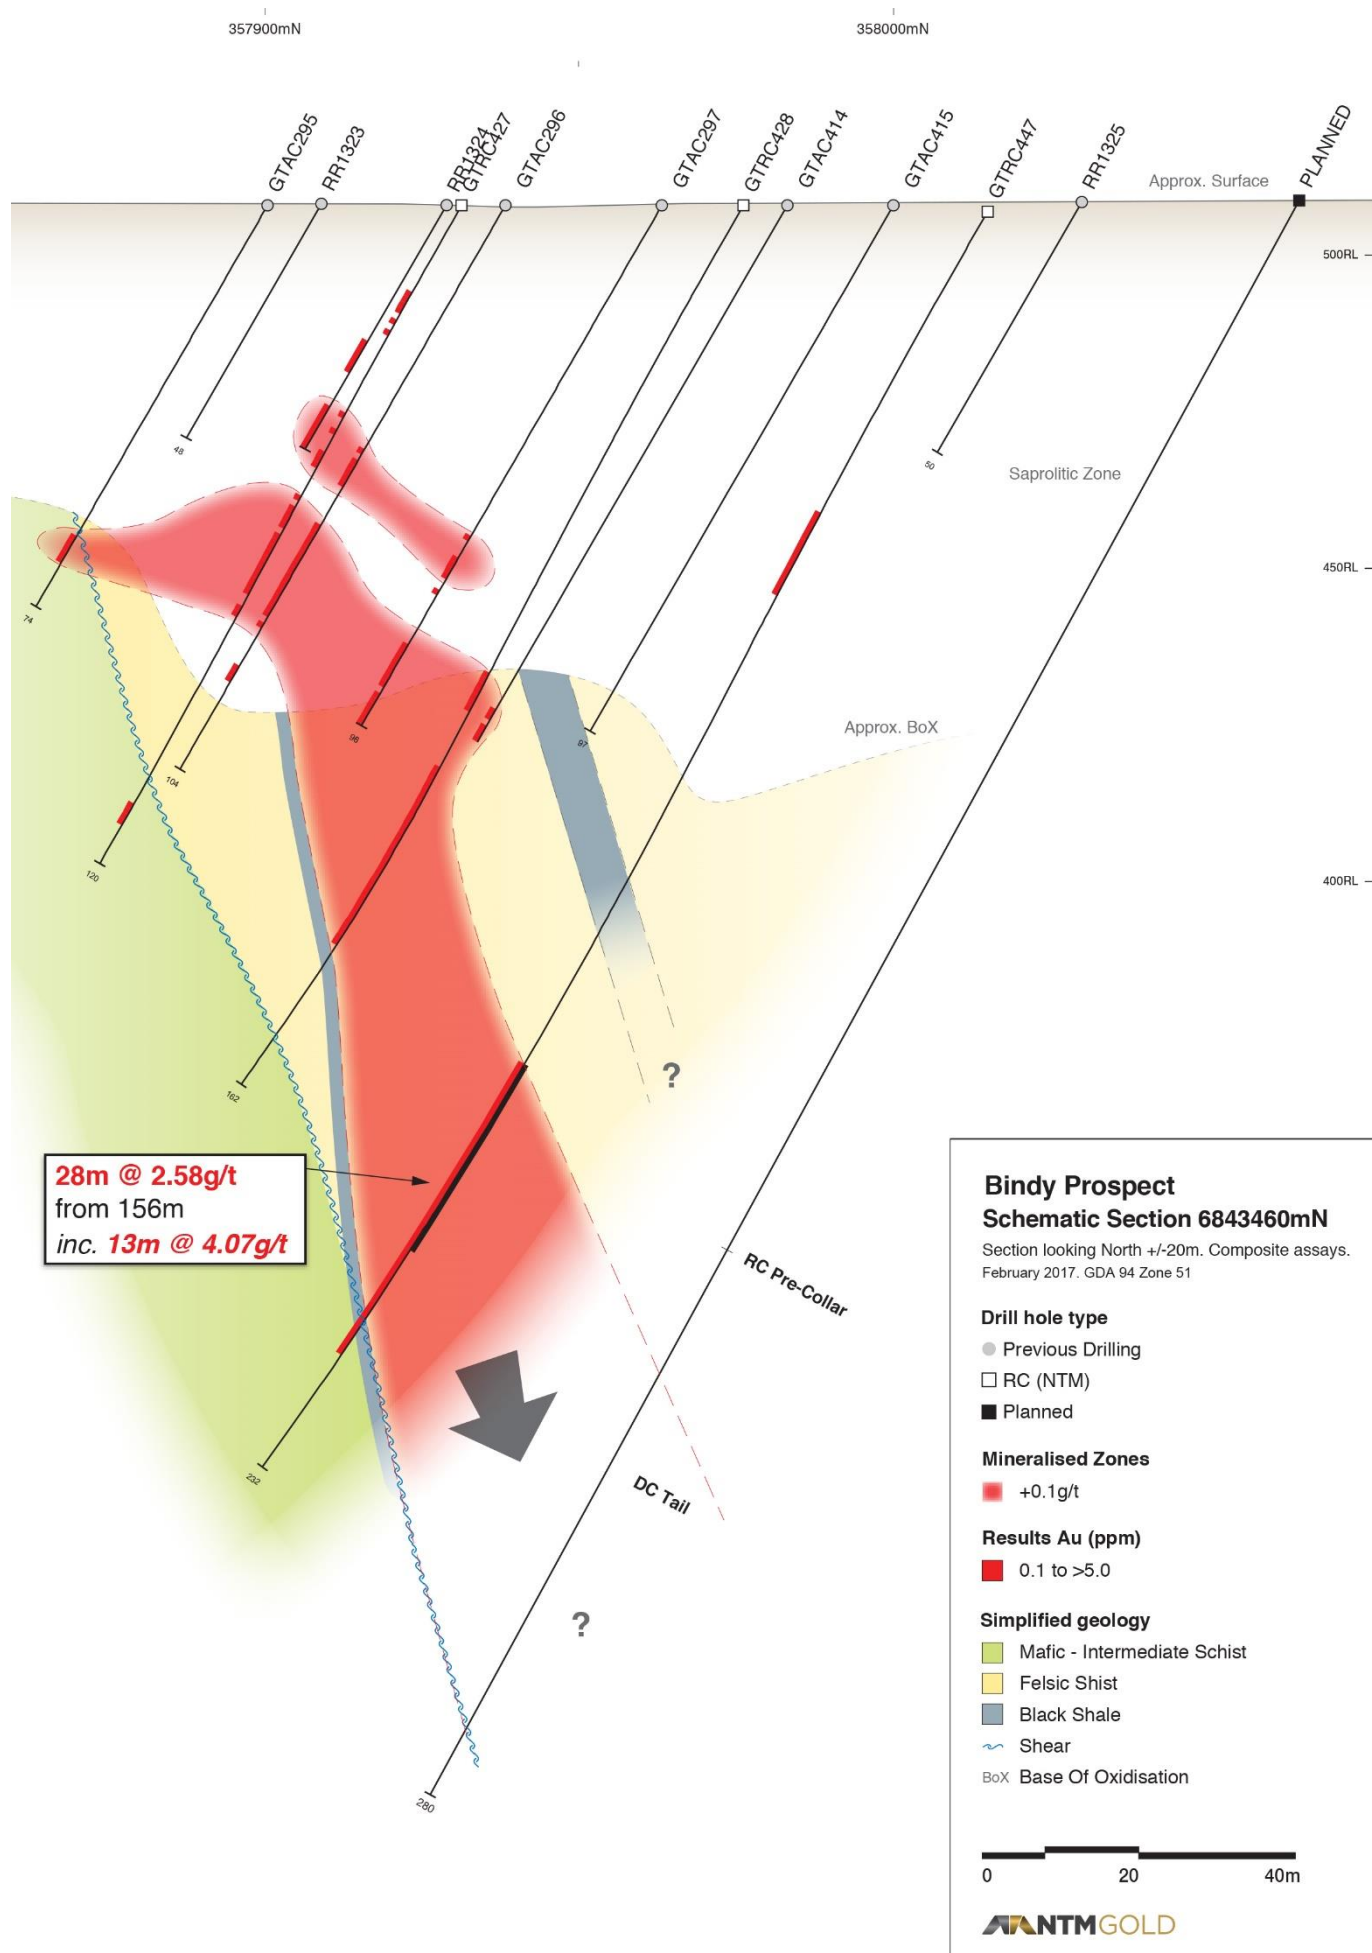 357900mN
358000mN
GTAC295
RR1323
RR1324
GTRC427
GTAC296
GTAC297
GTRC428
GTAC414
GTAC415
GTRC447
RR1325
PLANNED
Approx. Surface
500RL
48
50
Saprolitic Zone
450RL
74
98
97
Approx. BoX
104
120
400RL
162
?
28m @ 2.58g/t
from 156m
inc. 13m @ 4.07g/t
RC Pre-Collar
232
DC Tail
?
280
Bindy Prospect
Schematic Section 6843460mN
Section looking North +/-20m. Composite assays.
February 2017. GDA 94 Zone 51
Drill hole type
Previous Drilling
RC (NTM)
Planned
Mineralised Zones
+0.1g/t
Results Au (ppm)
0.1 to >5.0
Simplified geology
Mafic - Intermediate Schist
Felsic Shist
Black Shale
Shear
BoX Base Of Oxidisation
0 20 40m
NTMGOLD